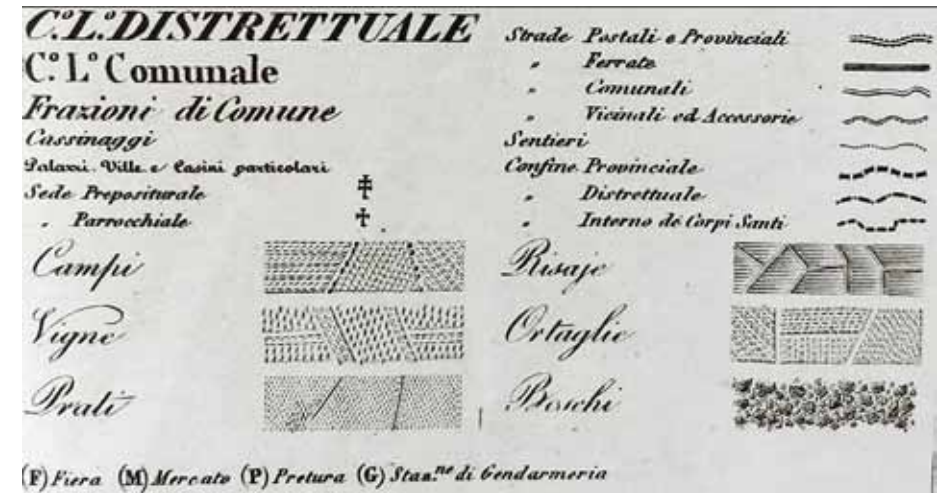 C.º L.º DISTRETTUALE
C.º L.º Comunale
Frazioni di Comune
Cassinaggi
Palazzi. Ville e Casini particolari
Sede Prepositurale
„ Parrocchiale
Campi
Vigne
Prati
Strade Postali e Provinciali
„ Ferrate
„ Comunali
„ Vicinali ed Accessorie
Sentieri
Confine Provinciale
„ Distrettuale
„ Interno de Corpi Santi
Risaje
Ortaglie
Boschi
(F) Fiera (M) Mercato (P) Pretura (G) Staz.ne di Gendarmeria